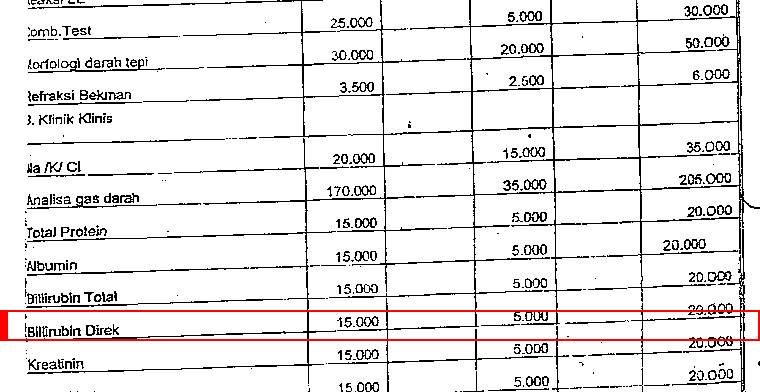 Comb.Test 25.000 5.000 30.000
Morfologi darah tepi 30.000 20.000 50.000
Refraksi Bekman 3.500 2.500 6.000
3. Klinik Klinis
Na /K/ Cl 20.000 15.000 35.000
Analisa gas darah 170.000 35.000 205.000
Total Protein 15.000 5.000 20.000
Albumin 15.000 5.000 20.000
Billirubin Total 15.000 5.000 20.000
Billirubin Direk 15.000 5.000 20.000
Kreatinin 15.000 5.000 20.000
15.000 5.000 20.000